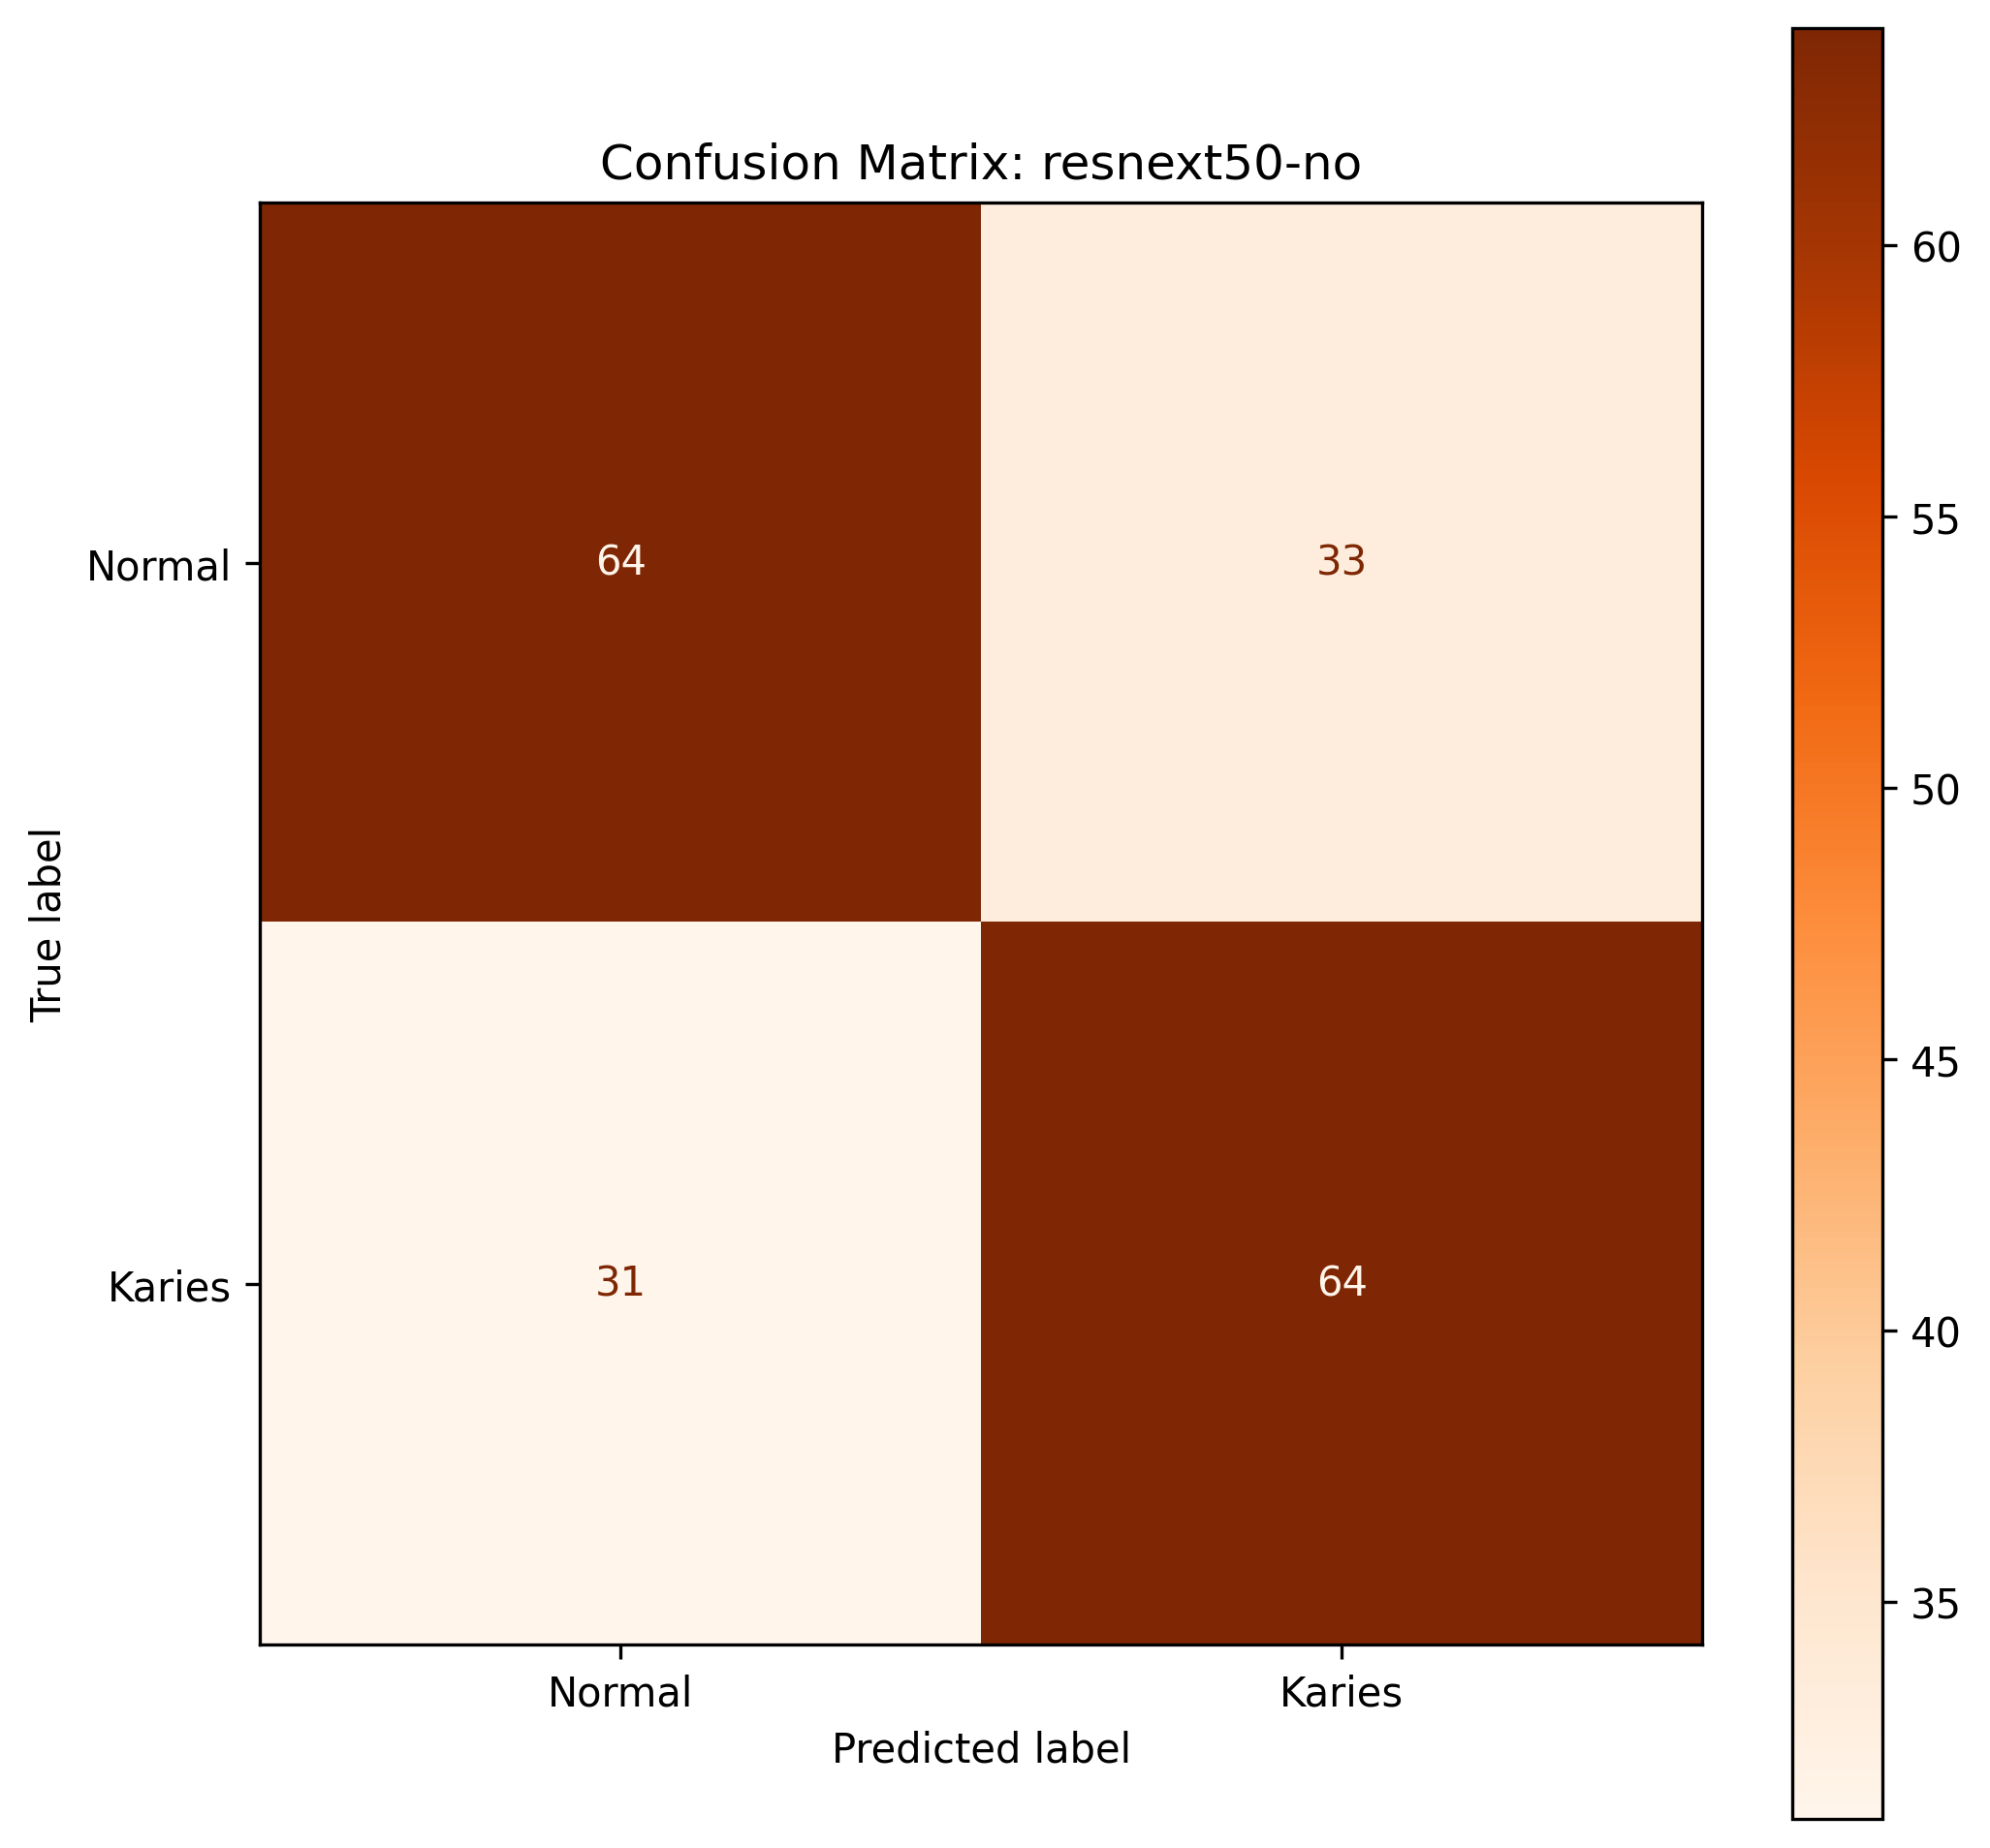 Confusion Matrix: resnext50-no
True label
Normal
64
33
Karies
31
64
Normal
Karies
Predicted label
60
55
50
45
40
35